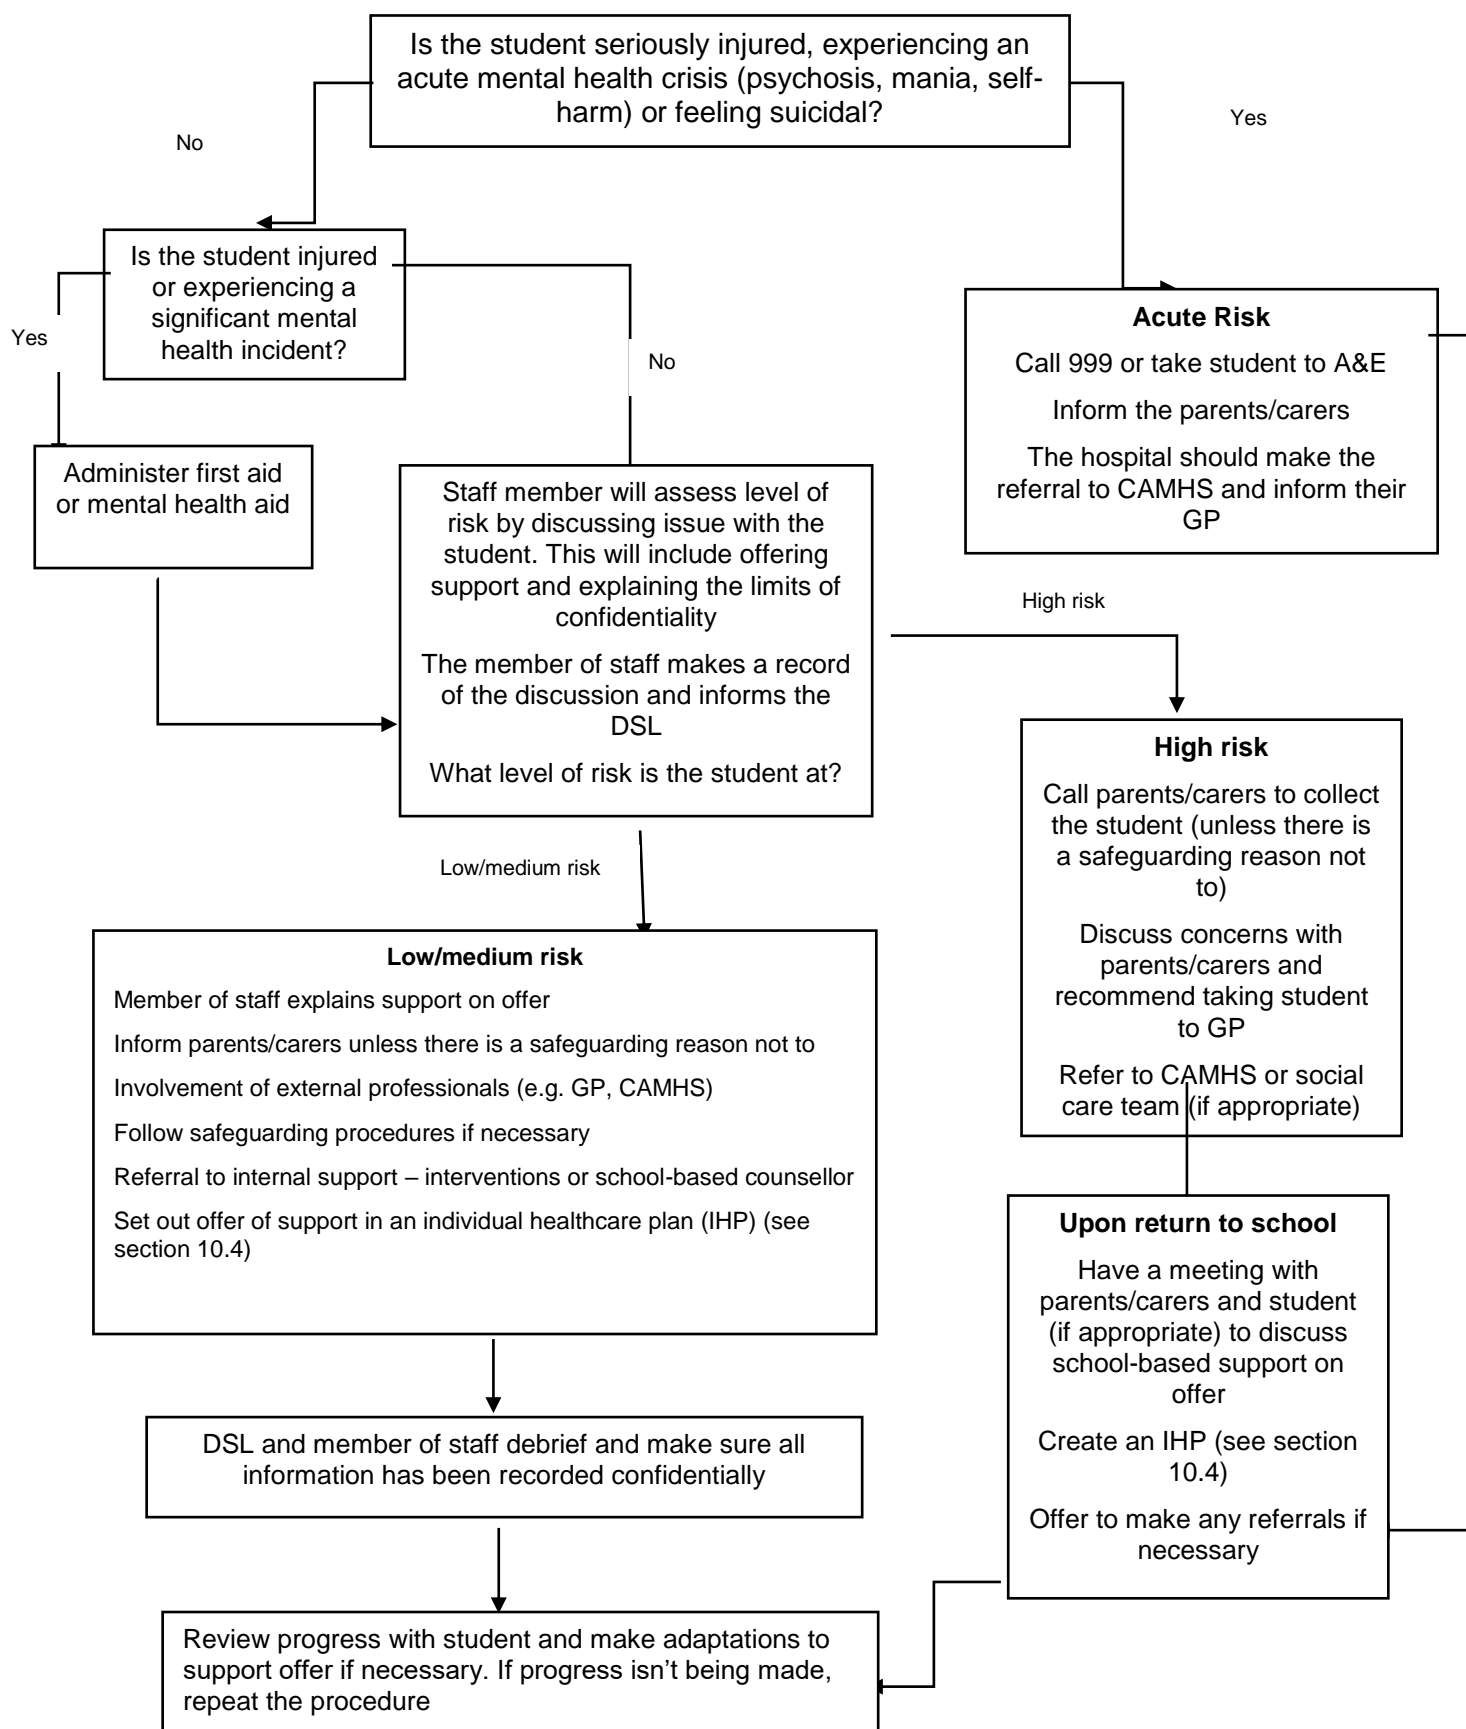 Is the student seriously injured, experiencing an
acute mental health crisis (psychosis, mania, self-
harm) or feeling suicidal?
No
Yes
Is the student injured
or experiencing a
significant mental
health incident?
Yes
No
Acute Risk
Call 999 or take student to A&E
Inform the parents/carers
The hospital should make the
referral to CAMHS and inform their
GP
Administer first aid
or mental health aid
Staff member will assess level of
risk by discussing issue with the
student. This will include offering
support and explaining the limits of
confidentiality
The member of staff makes a record
of the discussion and informs the
DSL
What level of risk is the student at?
High risk
High risk
Call parents/carers to collect
the student (unless there is
a safeguarding reason not
to)
Discuss concerns with
parents/carers and
recommend taking student
to GP
Refer to CAMHS or social
care team (if appropriate)
Low/medium risk
Low/medium risk
Member of staff explains support on offer
Inform parents/carers unless there is a safeguarding reason not to
Involvement of external professionals (e.g. GP, CAMHS)
Follow safeguarding procedures if necessary
Referral to internal support – interventions or school-based counsellor
Set out offer of support in an individual healthcare plan (IHP) (see
section 10.4)
Upon return to school
Have a meeting with
parents/carers and student
(if appropriate) to discuss
school-based support on
offer
Create an IHP (see section
10.4)
Offer to make any referrals if
necessary
DSL and member of staff debrief and make sure all
information has been recorded confidentially
Review progress with student and make adaptations to
support offer if necessary. If progress isn’t being made,
repeat the procedure